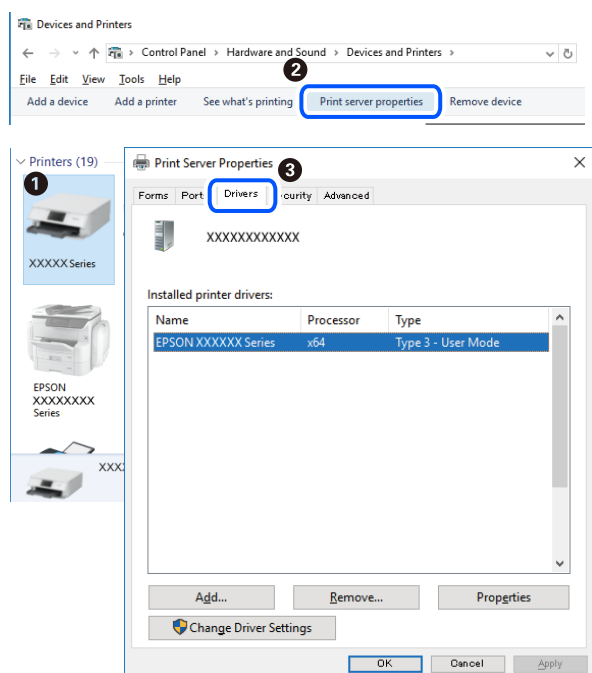 Devices and Printers
Control Panel > Hardware and Sound > Devices and Printers >
2
File Edit View Tools Help
Add a device Add a printer See what's printing Print server properties Remove device
Printers (19)
1
XXXXX Series
EPSON
XXXXXXXX
Series
XXX
Print Server Properties
3
Forms Port Drivers curity Advanced
XXXXXXXXXXXX
Installed printer drivers:
Name Processor Type
EPSON XXXXXX Series x64 Type 3 - User Mode
Add... Remove... Properties
Change Driver Settings
OK Cancel Apply